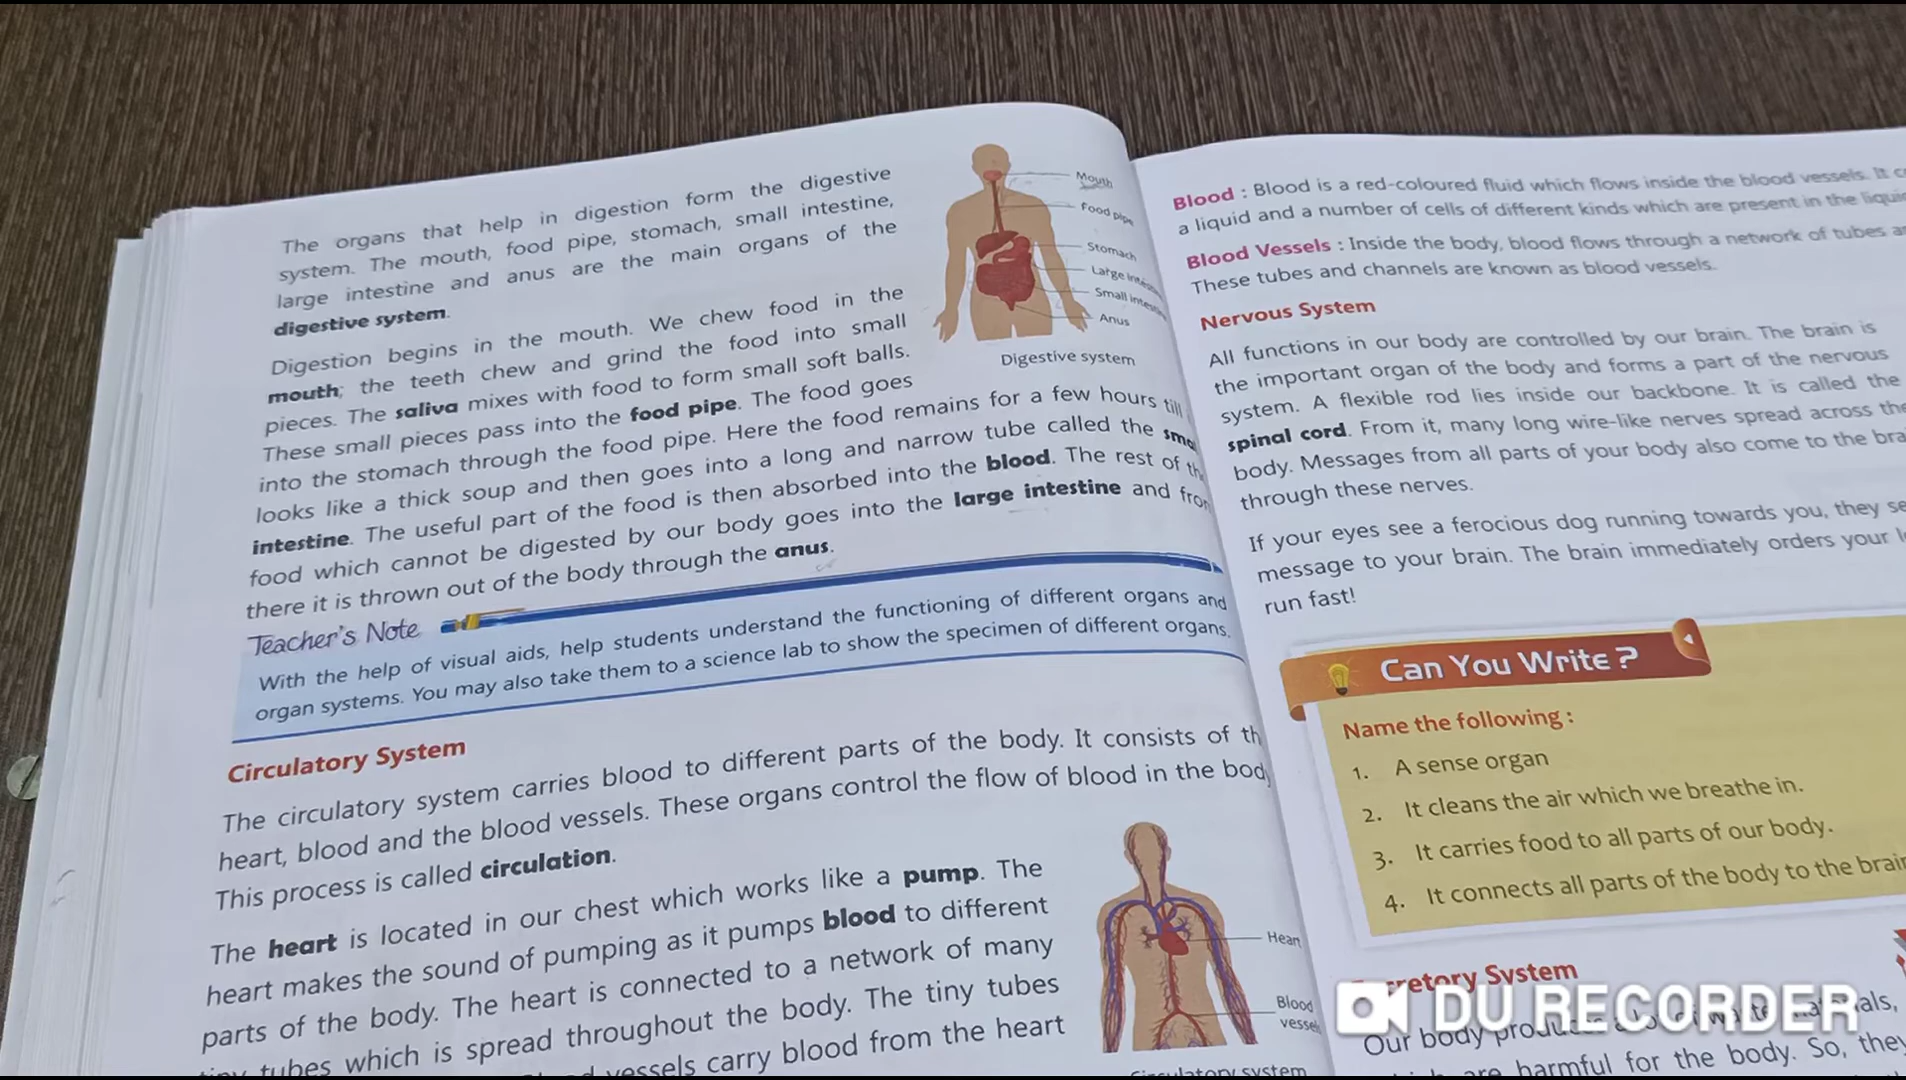 The organs that help in digestion form the digestive
system. The mouth, food pipe, stomach, small intestine,
large intestine and anus are the main organs of the
digestive system.
Digestion begins in the mouth. We chew food in the
mouth; the teeth chew and grind the food into small
pieces. The saliva mixes with food to form small soft balls.
These small pieces pass into the food pipe. The food goes
into the stomach through the food pipe. Here the food remains for a few hours till
looks like a thick soup and then goes into a long and narrow tube called the
intestine. The useful part of the food is then absorbed into the blood. The rest of
food which cannot be digested by our body goes into the large intestine and
there it is thrown out of the body through the anus.
Mouth
Food pipe
Stomach
Large
Small
Anus
Digestive system
Teacher's Note
With the help of visual aids, help students understand the functioning of different organs and
organ systems. You may also take them to a science lab to show the specimen of different organs.
Circulatory System
The circulatory system carries blood to different parts of the body. It consists of
heart, blood and the blood vessels. These organs control the flow of blood in the
This process is called circulation.
The heart is located in our chest which works like a pump. The
heart makes the sound of pumping as it pumps blood to different
parts of the body. The heart is connected to a network of many
tubes which is spread throughout the body. The tiny tubes
vessels carry blood from the heart
Heart
Blood
Circulatory system
Blood : Blood is a red-coloured fluid which flows inside the blood vessels. It
a liquid and a number of cells of different kinds which are present in the
Blood Vessels : Inside the body, blood flows through a network of tubes
These tubes and channels are known as blood vessels.
Nervous System
All functions in our body are controlled by our brain. The brain is
the important organ of the body and forms a part of the nervous
system. A flexible rod lies inside our backbone. It is called the
spinal cord. From it, many long wire-like nerves spread across
body. Messages from all parts of your body also come to the
through these nerves.
If your eyes see a ferocious dog running towards you, they
message to your brain. The brain immediately orders your
run fast!
Can You Write?
Name the following :
1. A sense organ
2. It cleans the air which we breathe in.
3. It carries food to all parts of our body.
4. It connects all parts of the body to the
System
Our body
are harmful for the body. So,
DU RECORDER